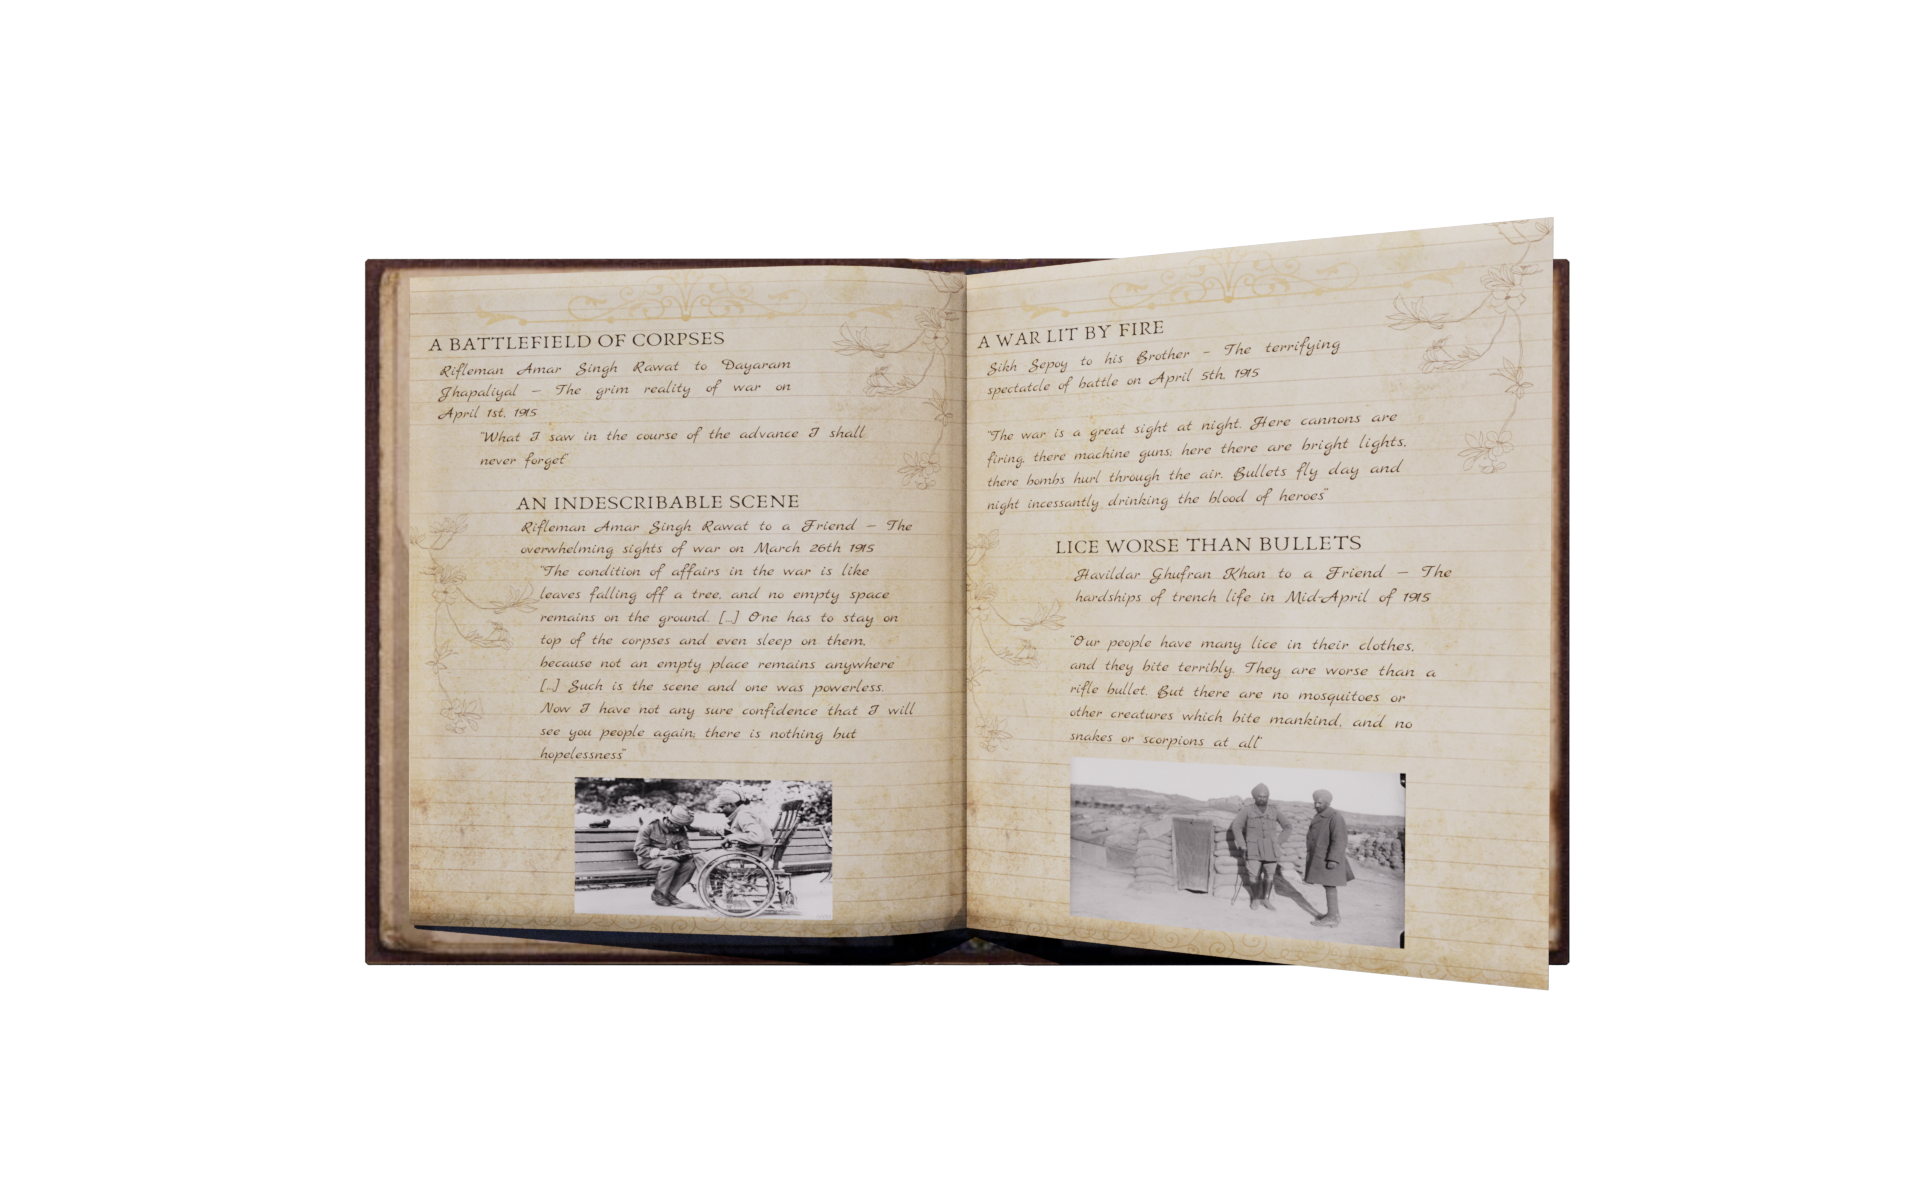 A BATTLEFIELD OF CORPSES
Rifleman Amar Singh Rawat to Dayaram
Jhapaliyal – The grim reality of war on
April 1st, 1915
"What I saw in the course of the advance I shall
never forget"
AN INDESCRIBABLE SCENE
Rifleman Amar Singh Rawat to a Friend – The
overwhelming sights of war on March 26th 1915
"The condition of affairs in the war is like
leaves falling off a tree, and no empty space
remains on the ground. [...] One has to stay on
top of the corpses and even sleep on them,
because not an empty place remains anywhere
[...] Such is the scene and one was powerless.
Now I have not any sure confidence that I will
see you people again; there is nothing but
hopelessness"
A WAR LIT BY FIRE
Sikh Sepoy to his Brother – The terrifying
spectatcle of battle on April 5th, 1915
"The war is a great sight at night. Here cannons are
firing, there machine guns; here there are bright lights,
there bombs hurl through the air. Bullets fly day and
night incessantly drinking the blood of heroes"
LICE WORSE THAN BULLETS
Havildar Ghufran Khan to a Friend – The
hardships of trench life in Mid-April of 1915
"Our people have many lice in their clothes,
and they bite terribly. They are worse than a
rifle bullet. But there are no mosquitoes or
other creatures which bite mankind, and no
snakes or scorpions at all"